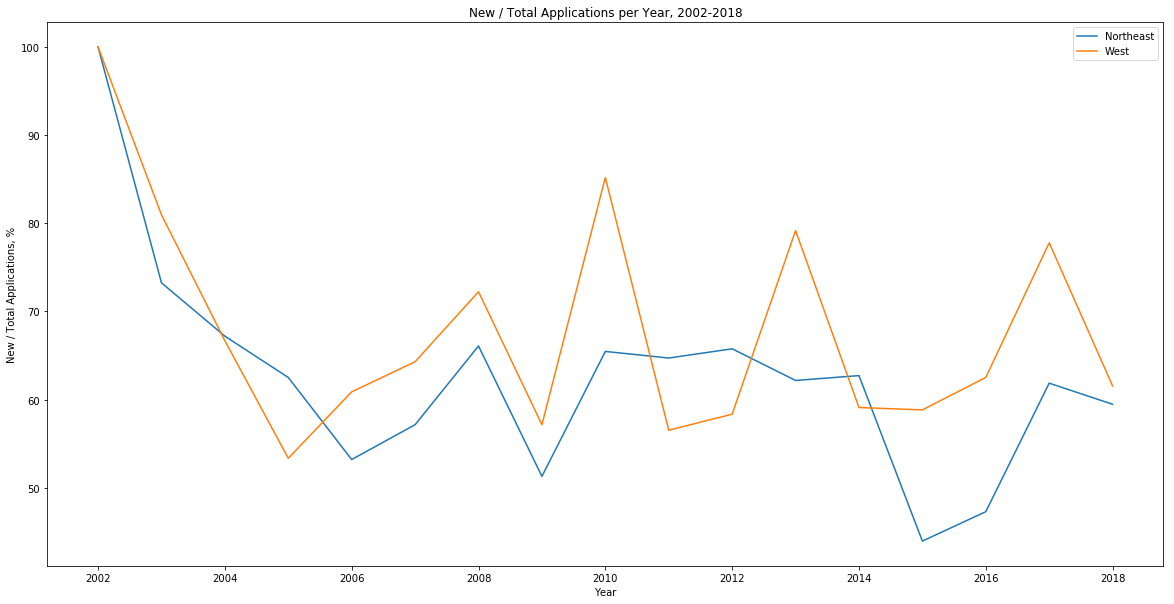 New / Total Applications per Year, 2002-2018
Northeast
West
New / Total Applications, %
100
90
80
70
60
50
2002 2004 2006 2008 2010 2012 2014 2016 2018
Year